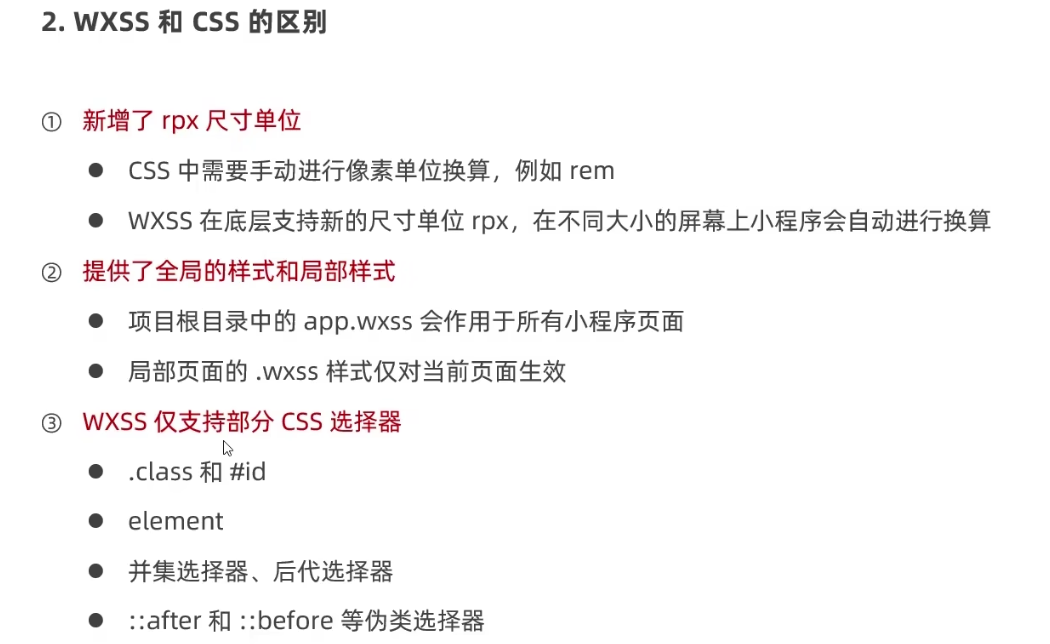 2. WXSS 和 CSS 的区别
① 新增了 rpx 尺寸单位
● CSS 中需要手动进行像素单位换算，例如 rem
● WXSS 在底层支持新的尺寸单位 rpx，在不同大小的屏幕上小程序会自动进行换算
② 提供了全局的样式和局部样式
● 项目根目录中的 app.wxss 会作用于所有小程序页面
● 局部页面的 .wxss 样式仅对当前页面生效
③ WXSS 仅支持部分 CSS 选择器
● .class 和 #id
● element
● 并集选择器、后代选择器
● ::after 和 ::before 等伪类选择器